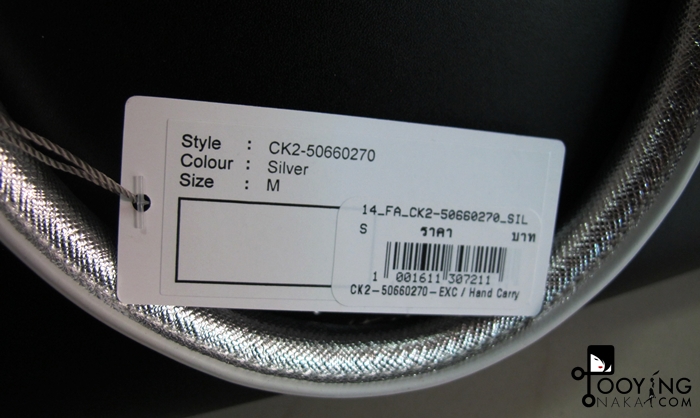 Style : CK2-50660270
Colour : Silver
Size : M
14_FA_CK2-50660270_SIL
S ราคา บาท
1 001611 307211
CK2-50660270-EXC / Hand Carry
JOOYING
NAKA.COM